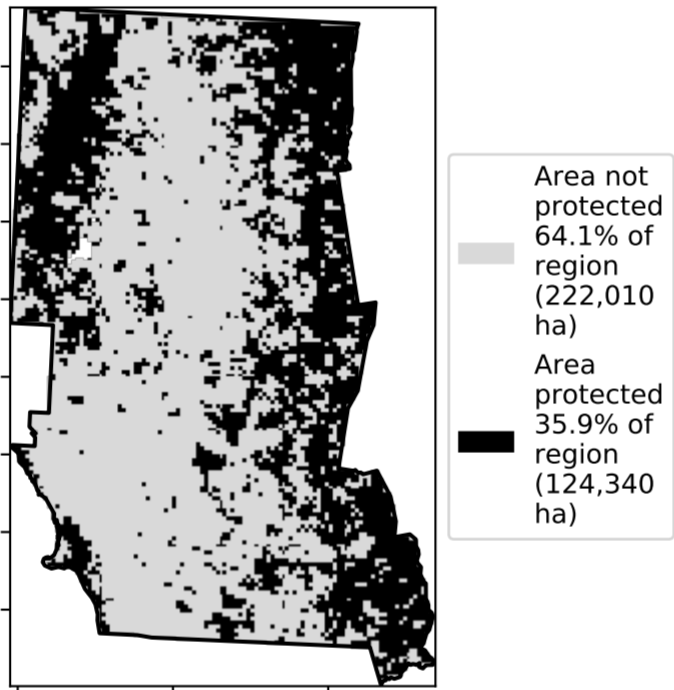 Area not
protected
64.1% of
region
(222,010
ha)
Area
protected
35.9% of
region
(124,340
ha)